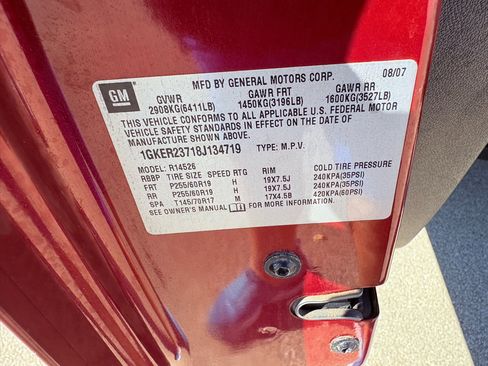 GM
MFD BY GENERAL MOTORS CORP. 08/07
GVWR GAWR FRT GAWR RR
2908KG(6411LB) 1450KG(3196LB) 1600KG(3527LB)
THIS VEHICLE CONFORMS TO ALL APPLICABLE U.S. FEDERAL MOTOR
VEHICLE SAFETY STANDARDS IN EFFECT ON THE DATE OF
MANUFACTURE SHOWN ABOVE.
1GKER23718J134719 TYPE: M.P.V.
MODEL: R14526
RBBP TIRE SIZE SPEED RTG RIM COLD TIRE PRESSURE
FRT P255/60R19 H 19X7.5J 240KPA(35PSI)
RR P255/60R19 H 19X7.5J 240KPA(35PSI)
SPA T145/70R17 M 17X4.5B 420KPA(60PSI)
SEE OWNER'S MANUAL FOR MORE INFORMATION.